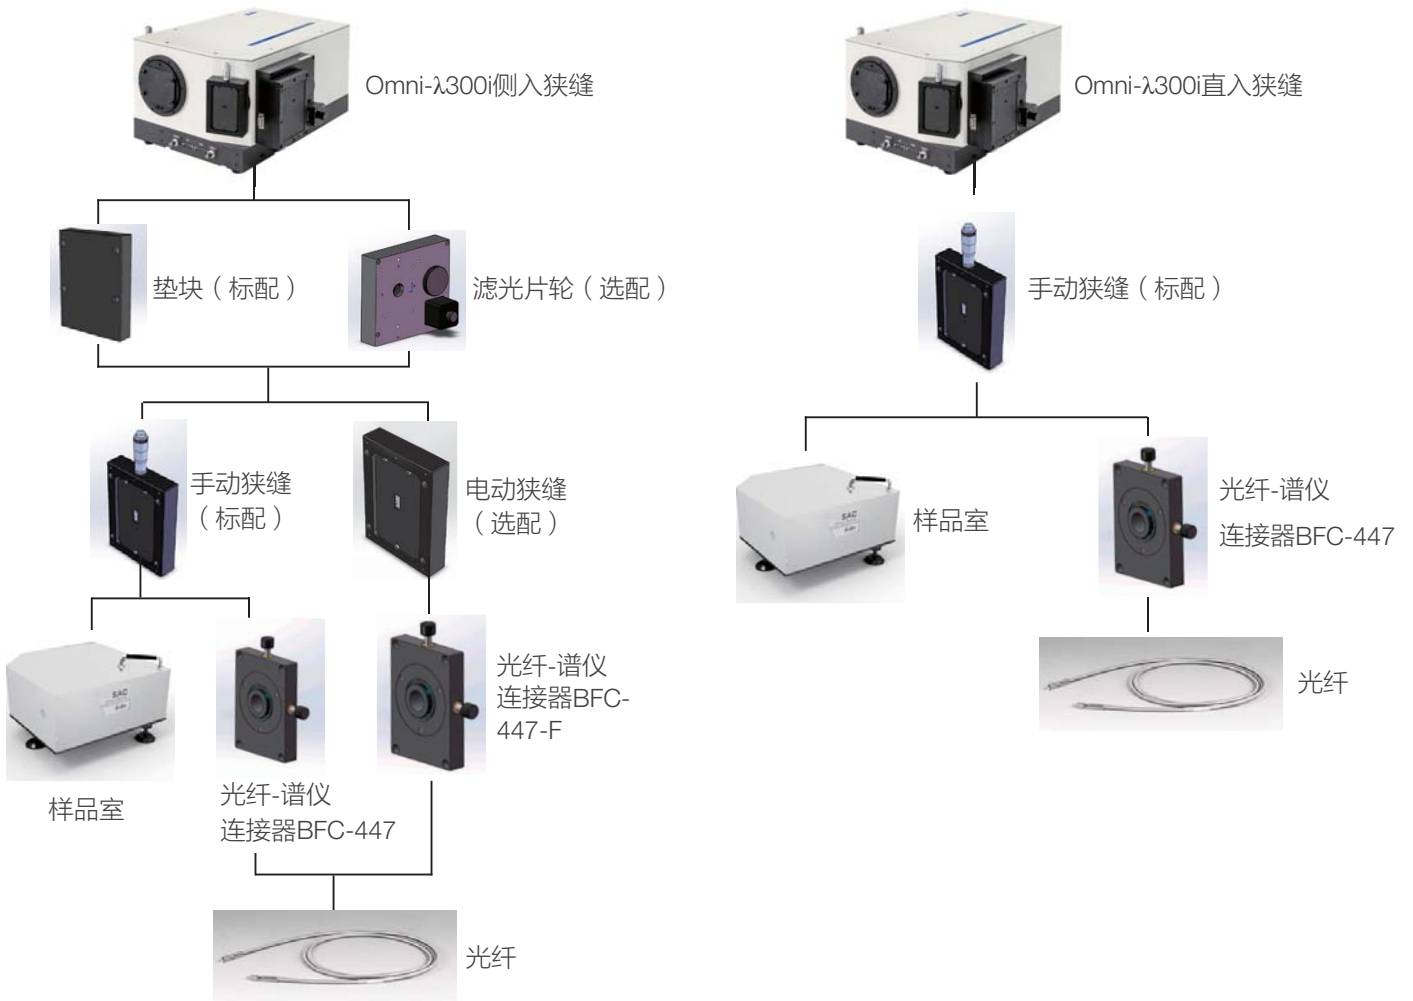 Omni-λ300i侧入狭缝
Omni-λ300i直入狭缝
垫块（标配）
滤光片轮（选配）
手动狭缝（标配）
手动狭缝
（标配）
电动狭缝
（选配）
样品室
光纤-谱仪
连接器BFC-447
SAC
光纤-谱仪
连接器BFC-
447-F
光纤
SAC
样品室
光纤-谱仪
连接器BFC-447
光纤